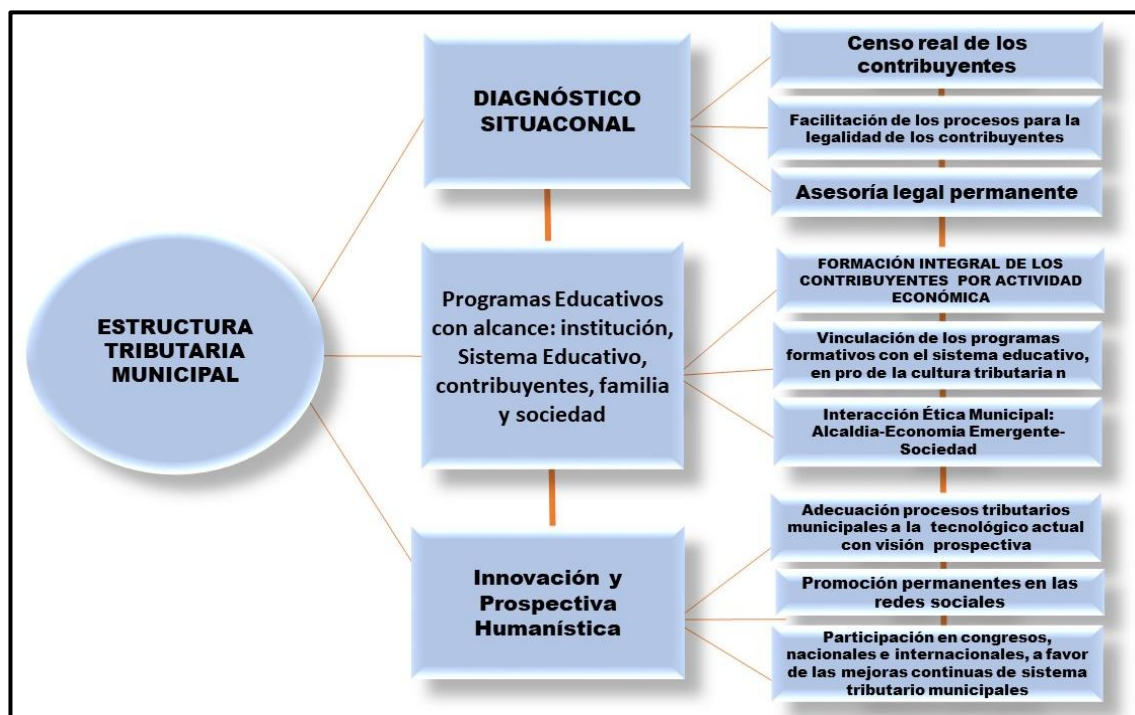 ESTRUCTURA
TRIBUTARIA
MUNICIPAL
DIAGNÓSTICO
SITUACONAL
Censo real de los
contribuyentes
Facilitación de los procesos para la
legalidad de los contribuyentes
Asesoría legal permanente
Programas Educativos
con alcance: institución,
Sistema Educativo,
contribuyentes, familia
y sociedad
FORMACIÓN INTEGRAL DE LOS
CONTRIBUYENTES POR ACTIVIDAD
ECONÓMICA
Vinculación de los programas
formativos con el sistema educativo,
en pro de la cultura tributaria n
Interacción Ética Municipal:
Alcaldia-Economia Emergente-
Sociedad
Innovación y
Prospectiva
Humanística
Adecuación procesos tributarios
municipales a la tecnológico actual
con visión prospectiva
Promoción permanentes en las
redes sociales
Participación en congresos,
nacionales e internacionales, a favor
de las mejoras continuas de sistema
tributario municipales